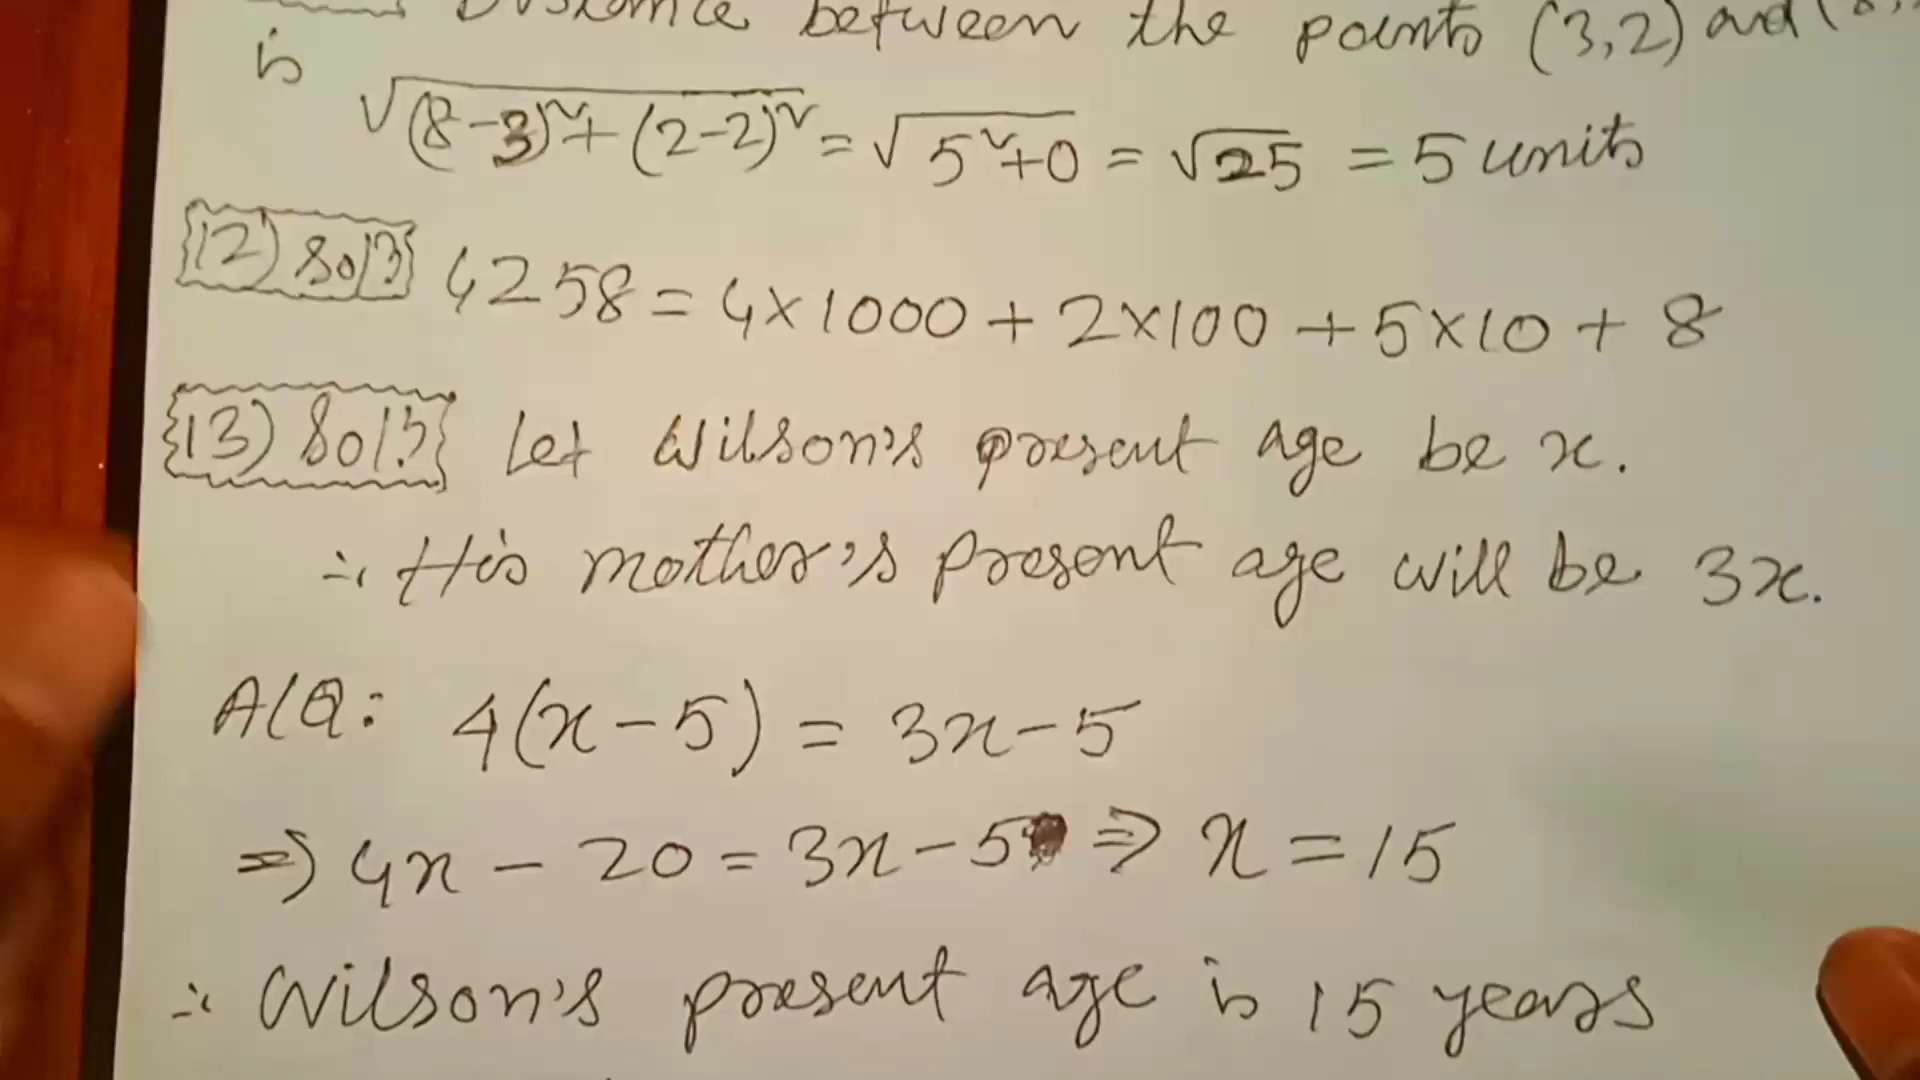 Distance between the points (3,2) and (8,
is
√(8-3)²+(2-2)² = √5²+0 = √25 = 5 units
12) Sol: 4258 = 4×1000 + 2×100 + 5×10 + 8
13) Sol: Let Wilson's present age be x.
∴ His mother's present age will be 3x.
A/Q: 4(x-5) = 3x-5
⇒ 4x - 20 = 3x-5 ⇒ x = 15
∴ Wilson's present age is 15 years